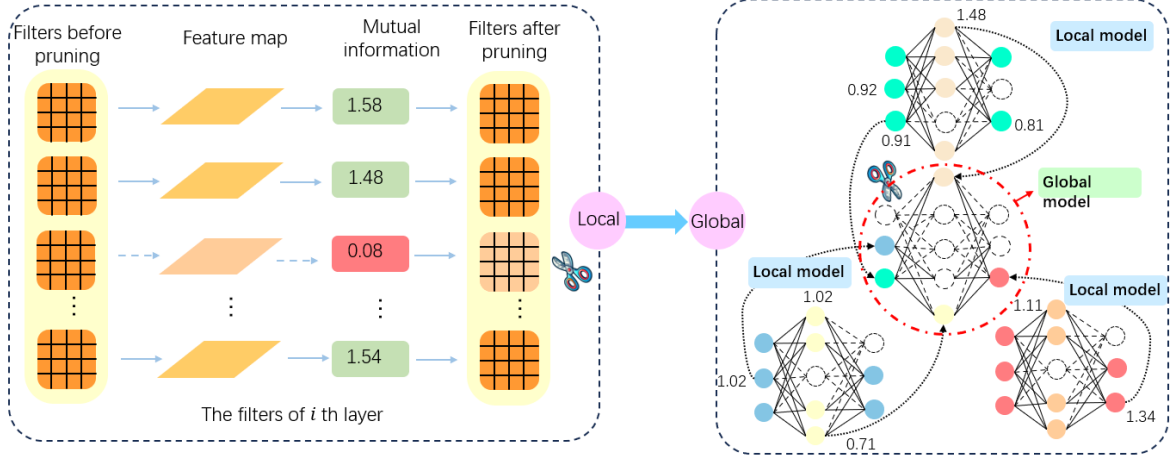 Filters before
pruning
Feature map
Mutual
information
Filters after
pruning
1.58
1.48
0.08
1.54
The filters of i th layer
Local
Global
1.48
Local model
0.92
0.91
0.81
Global
model
Local model
1.02
1.02
0.71
Local model
1.11
1.34